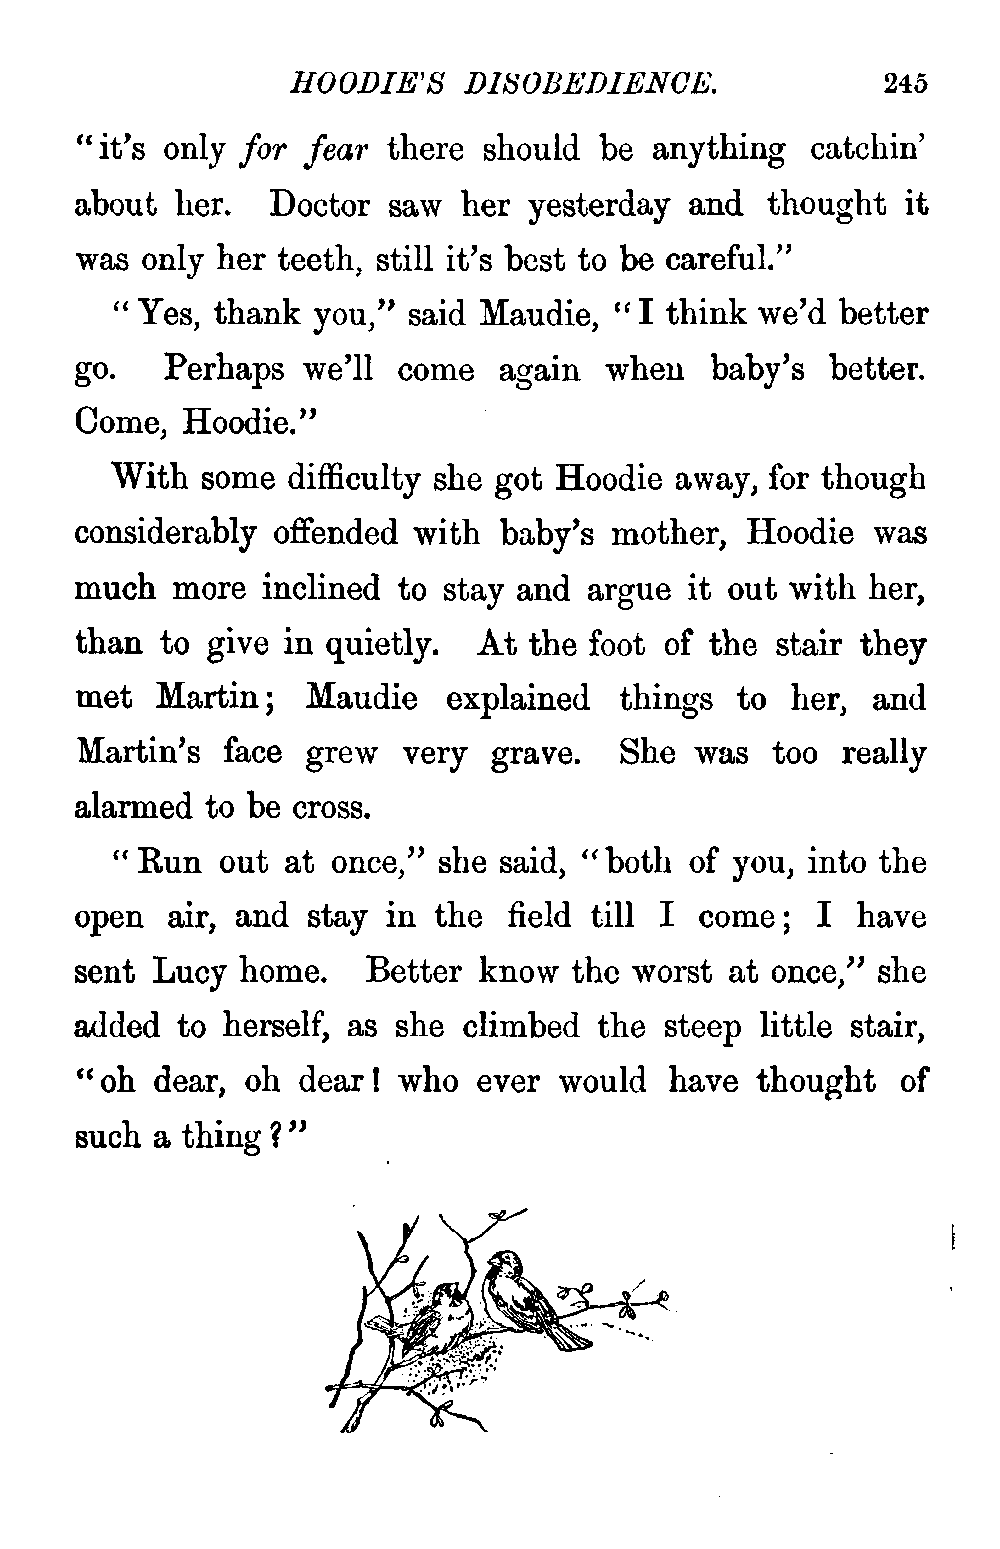 HOODIE'S DISOBEDIENCE. 245
"it's only for fear there should be anything catchin'
about her. Doctor saw her yesterday and thought it
was only her teeth, still it's best to be careful."
"Yes, thank you," said Maudie, "I think we'd better
go. Perhaps we'll come again when baby's better.
Come, Hoodie."
With some difficulty she got Hoodie away, for though
considerably offended with baby's mother, Hoodie was
much more inclined to stay and argue it out with her,
than to give in quietly. At the foot of the stair they
met Martin; Maudie explained things to her, and
Martin's face grew very grave. She was too really
alarmed to be cross.
"Run out at once," she said, "both of you, into the
open air, and stay in the field till I come; I have
sent Lucy home. Better know the worst at once," she
added to herself, as she climbed the steep little stair,
"oh dear, oh dear! who ever would have thought of
such a thing?"